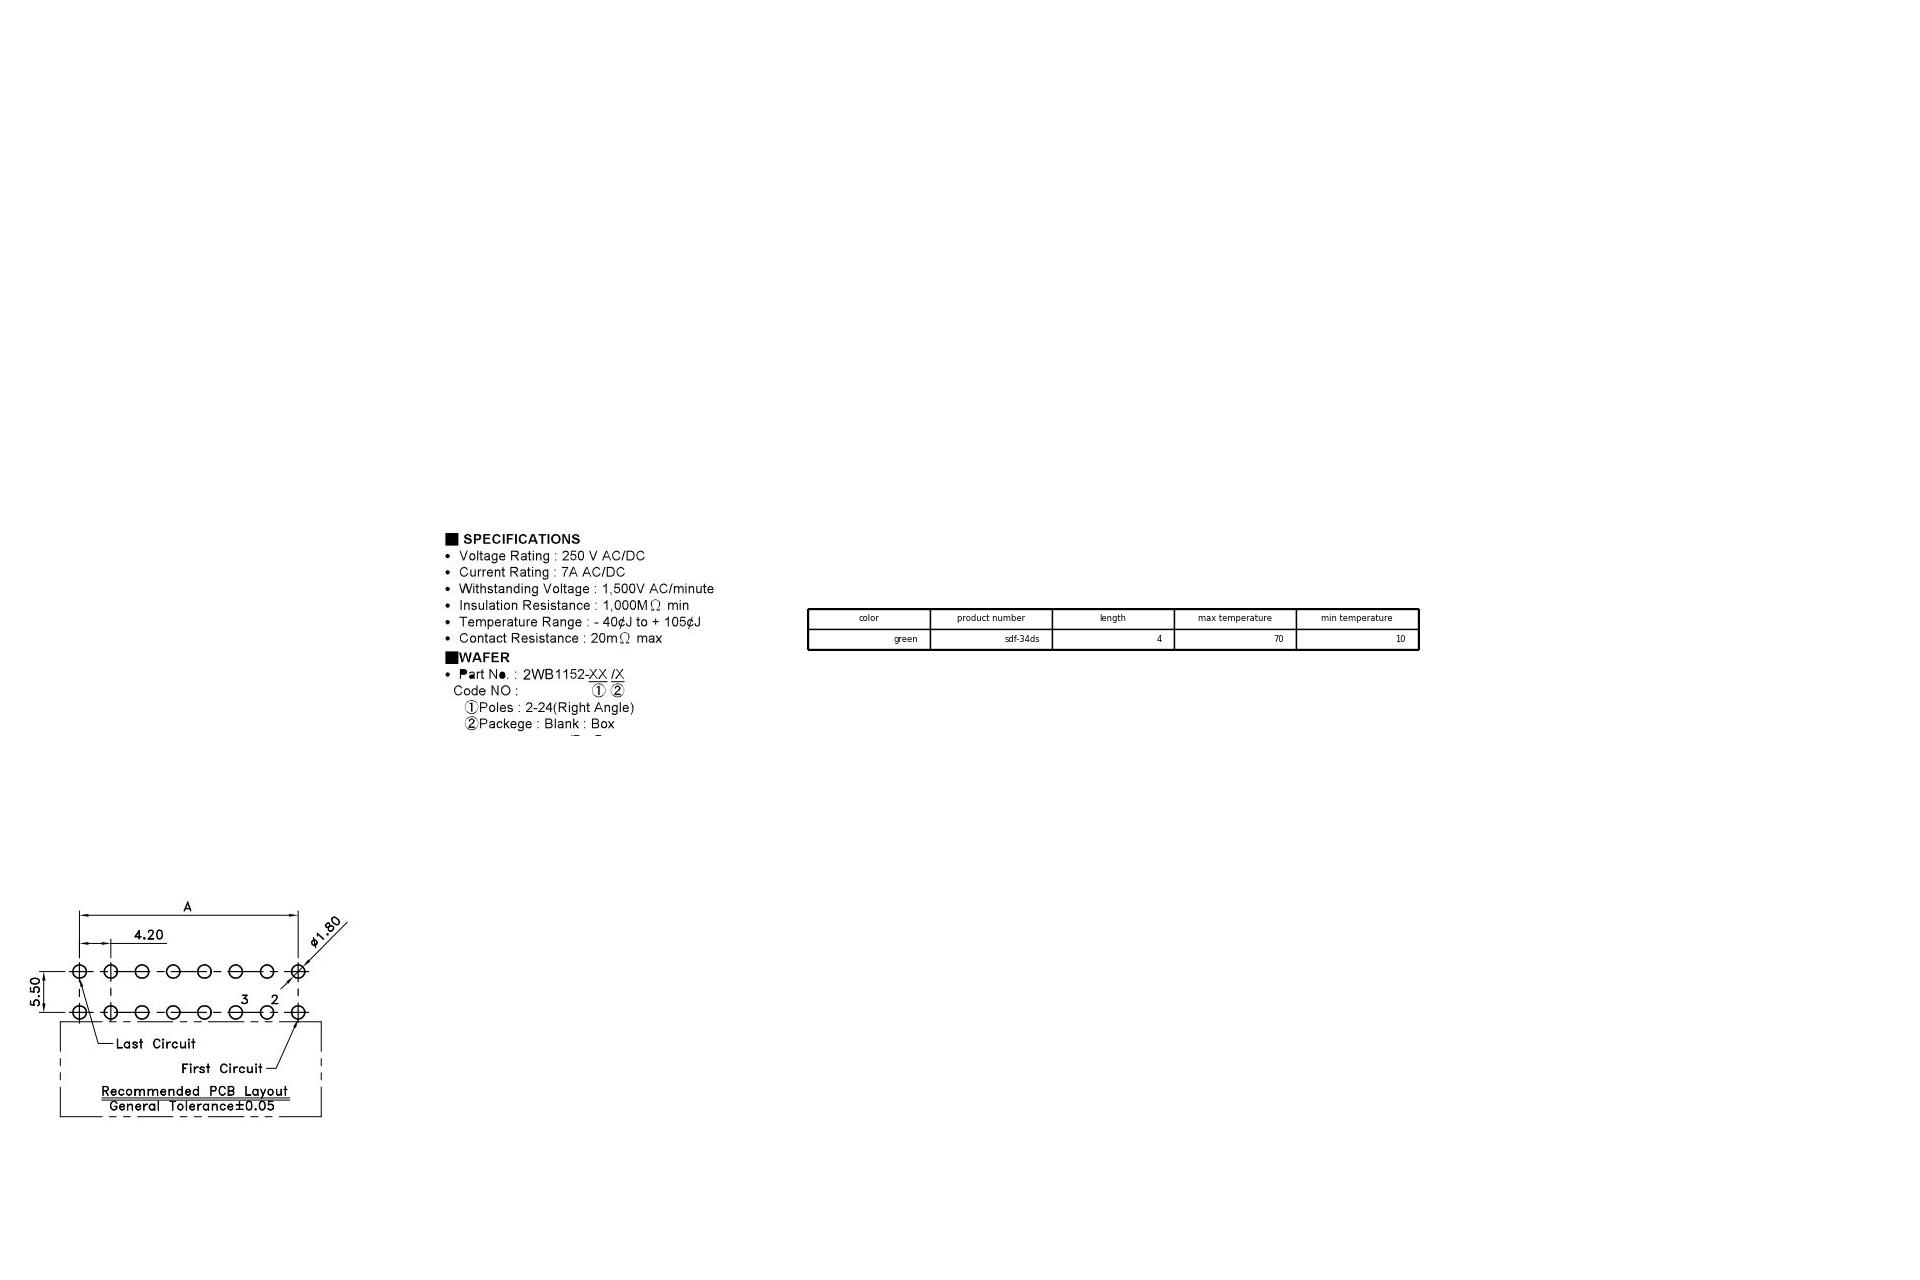 ■ SPECIFICATIONS
• Voltage Rating : 250 V AC/DC
• Current Rating : 7A AC/DC
• Withstanding Voltage : 1,500V AC/minute
• Insulation Resistance : 1,000MΩ min
• Temperature Range : - 40¢J to + 105¢J
• Contact Resistance : 20mΩ max
■WAFER
• Part No. : 2WB1152-XX /X
Code NO : ① ②
①Poles : 2-24(Right Angle)
②Packege : Blank : Box
color product number length max temperature min temperature
green sdf-34ds 4 70 10
A
4.20
ø1.80
5.50
3 2
Last Circuit
First Circuit
Recommended PCB Layout
General Tolerance±0.05